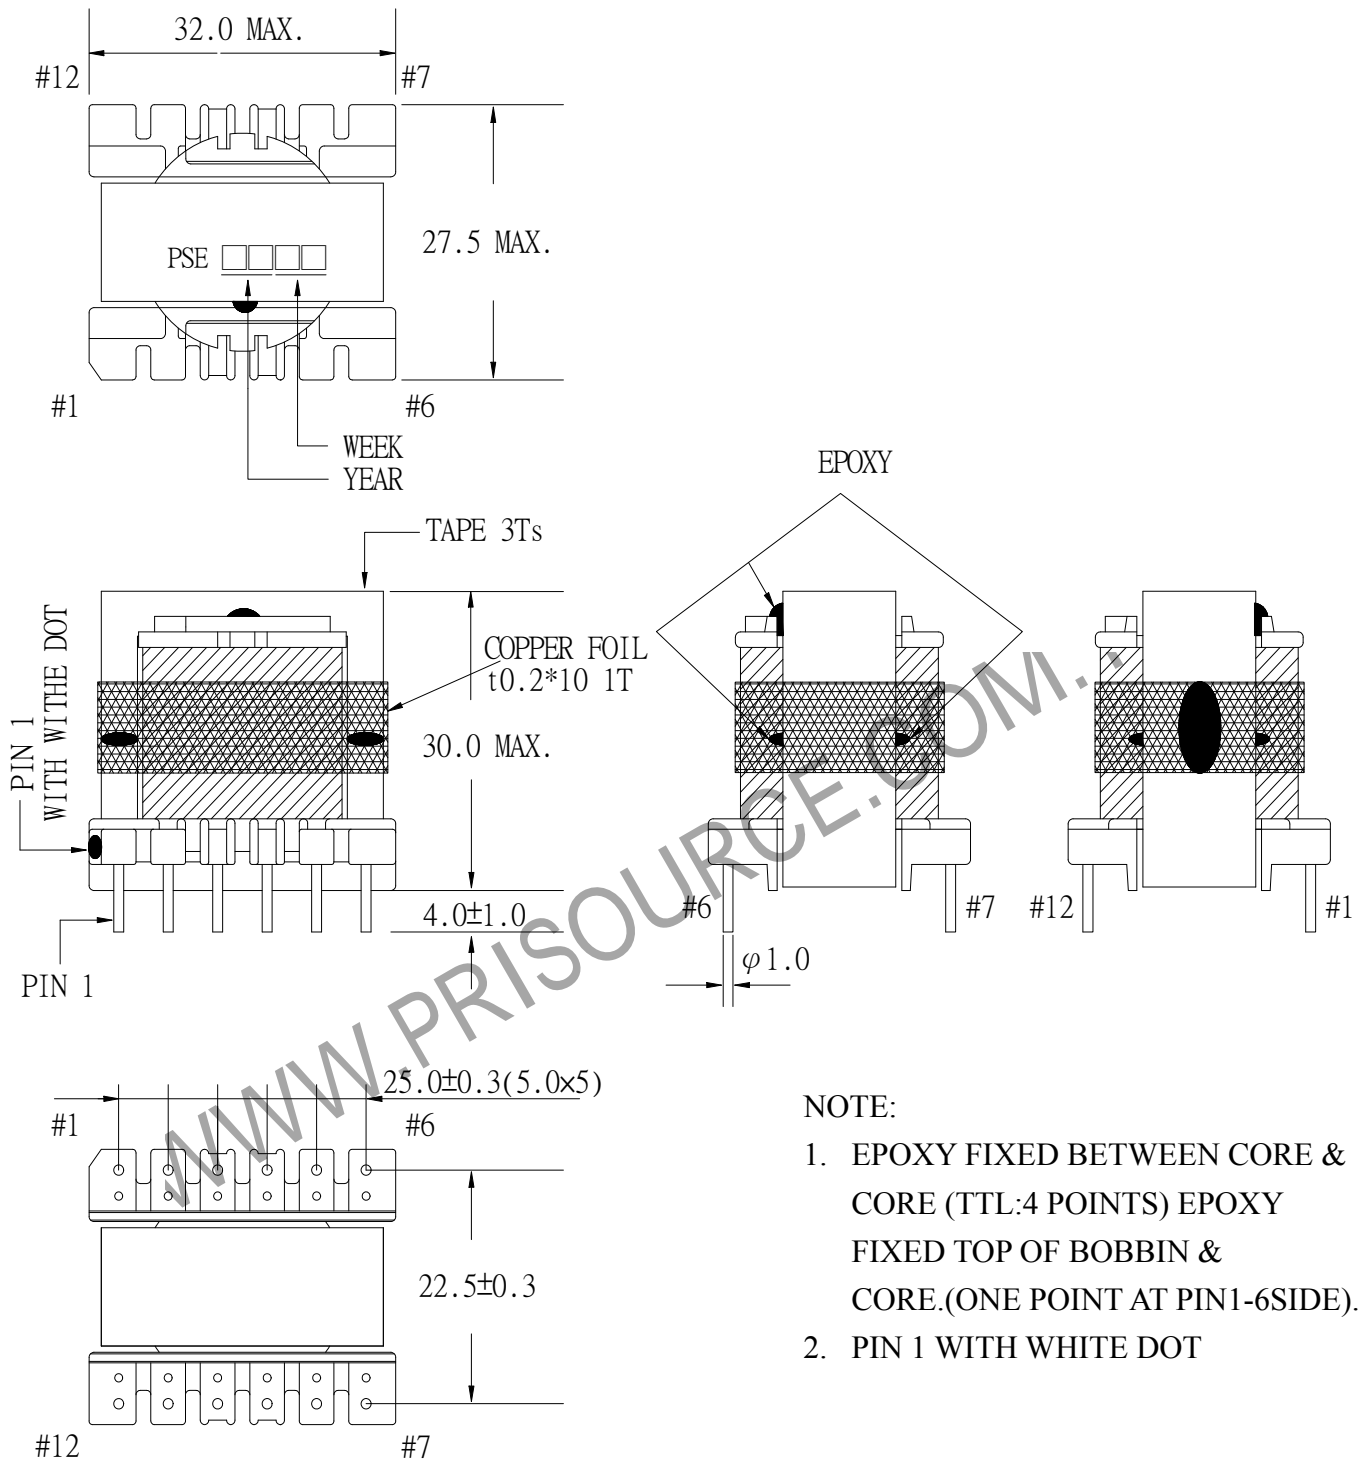 32.0 MAX.
#12
#7
27.5 MAX.
PSE
#1
#6
WEEK
YEAR
EPOXY
TAPE 3Ts
PIN 1
WITH WITHE DOT
COPPER FOIL
t0.2*10 1T
30.0 MAX.
4.0±1.0
PIN 1
#6
#7
#12
#1
φ1.0
WWW.PRISOURCE.COM.
25.0±0.3(5.0×5)
#1
#6
22.5±0.3
#12
#7
NOTE:
1. EPOXY FIXED BETWEEN CORE &
CORE (TTL:4 POINTS) EPOXY
FIXED TOP OF BOBBIN &
CORE.(ONE POINT AT PIN1-6SIDE).
2. PIN 1 WITH WHITE DOT